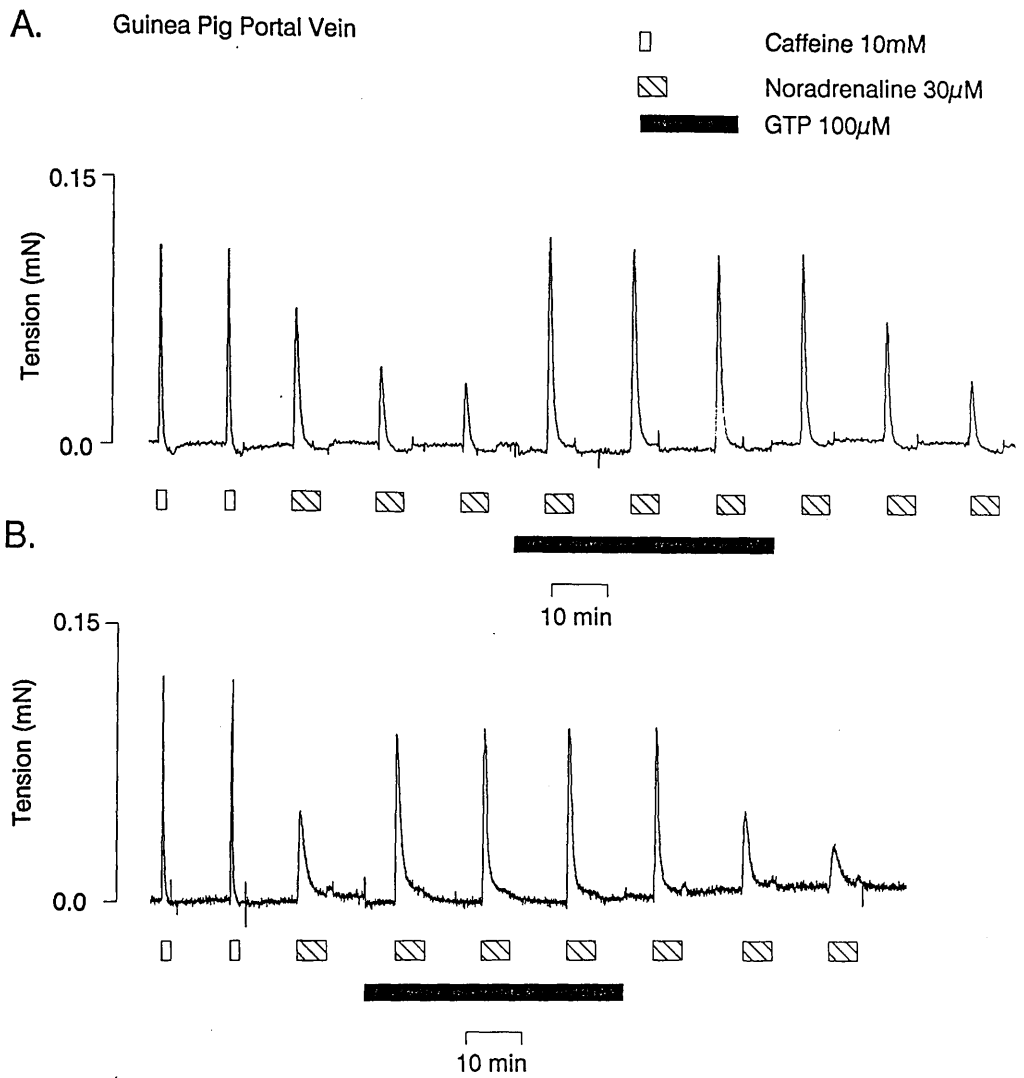 A.
Guinea Pig Portal Vein
Caffeine 10mM
Noradrenaline 30μM
GTP 100μM
0.15
Tension (mN)
0.0
10 min
B.
0.15
Tension (mN)
0.0
10 min